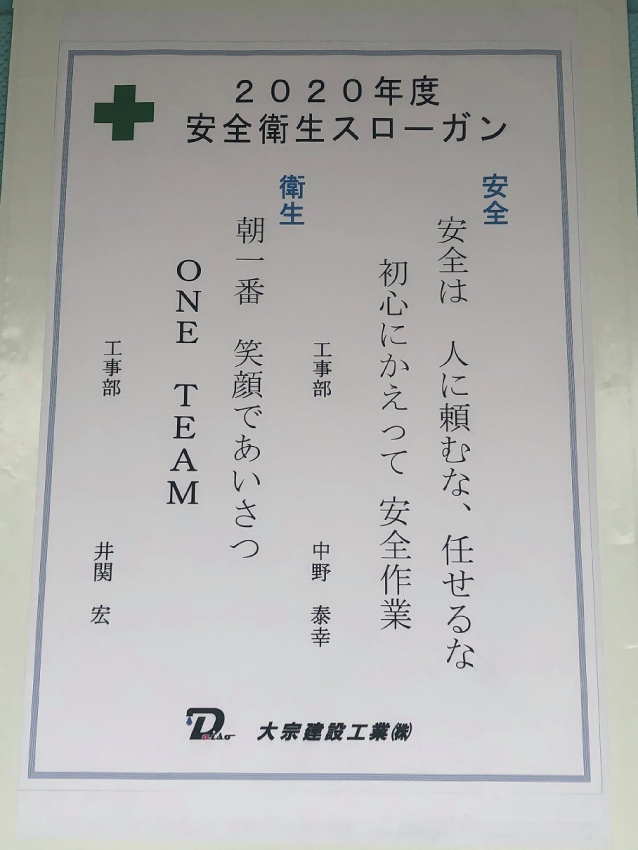 2020年度
安全衛生スローガン
安全
安全は 人に頼むな、任せるな
初心にかえって 安全作業
工事部 中野 泰幸
衛生
朝一番 笑顔であいさつ
ONE TEAM
工事部 井関 宏
Daiso 大宗建設工業㈱